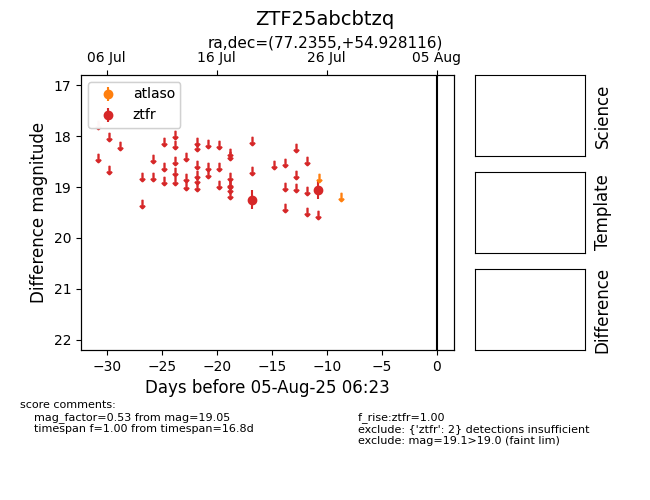 ZTF25abcbtzq
ra,dec=(77.2355,+54.928116)
06 Jul 16 Jul 26 Jul 05 Aug
17
18
19
20
21
22
Difference magnitude
atlaso
ztfr
−30 −25 −20 −15 −10 −5 0
Days before 05-Aug-25 06:23
Science
Template
Difference
score comments:
mag_factor=0.53 from mag=19.05
timespan f=1.00 from timespan=16.8d
f_rise:ztfr=1.00
exclude: {'ztfr': 2} detections insufficient
exclude: mag=19.1>19.0 (faint lim)